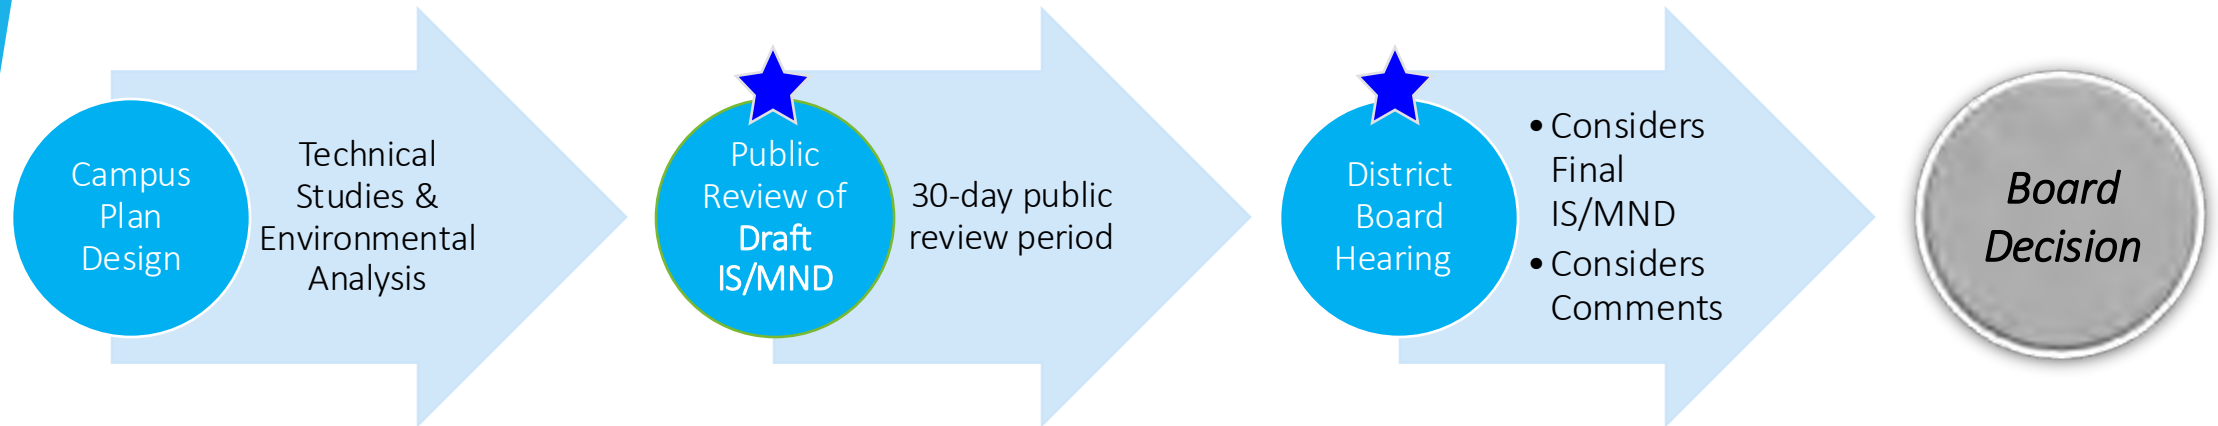 Campus
Plan
Design
Technical
Studies &
Environmental
Analysis
Public
Review of
Draft
IS/MND
30-day public
review period
District
Board
Hearing
• Considers
Final
IS/MND
• Considers
Comments
Board
Decision